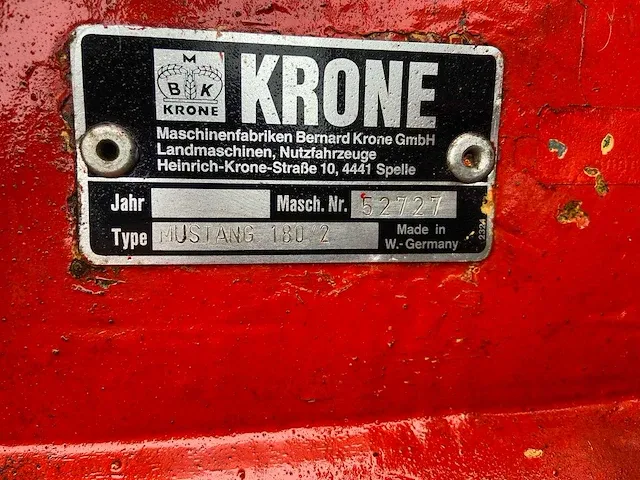 M
B K
KRONE
KRONE
Maschinenfabriken Bernard Krone GmbH
Landmaschinen, Nutzfahrzeuge
Heinrich-Krone-Straße 10, 4441 Spelle
Jahr Masch. Nr. 52727
Type MUSTANG 180 2 Made in
W.-Germany
2324